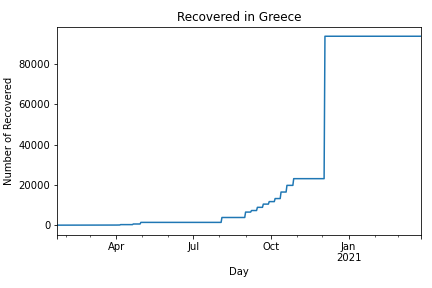 Recovered in Greece
Number of Recovered
80000
60000
40000
20000
0
Apr
Jul
Oct
Jan
2021
Day